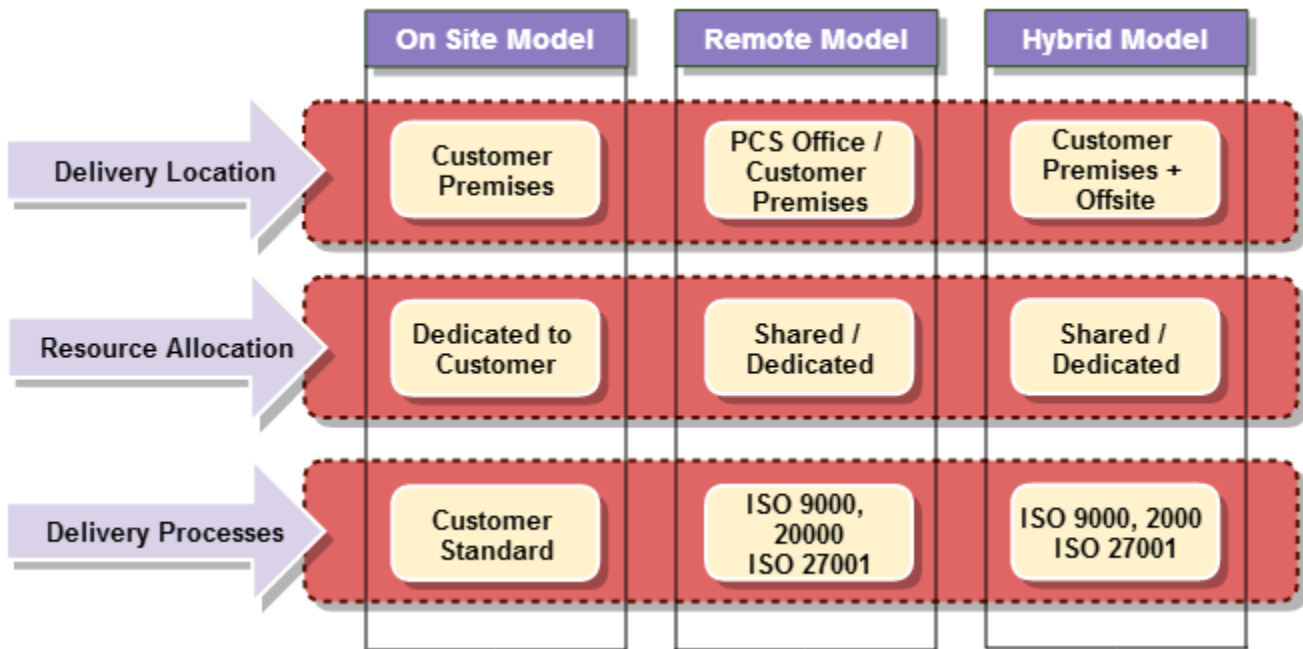 On Site Model
Remote Model
Hybrid Model
Delivery Location
Customer
Premises
PCS Office /
Customer
Premises
Customer
Premises +
Offsite
Resource Allocation
Dedicated to
Customer
Shared /
Dedicated
Shared /
Dedicated
Delivery Processes
Customer
Standard
ISO 9000,
20000
ISO 27001
ISO 9000, 2000
ISO 27001